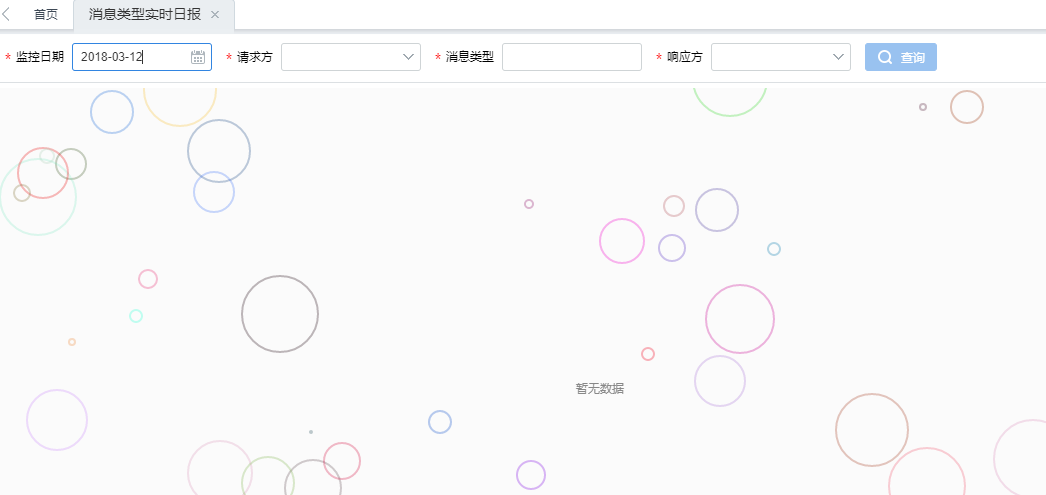 首页 消息类型实时日报 ×
* 监控日期 2018-03-12 * 请求方 * 消息类型 * 响应方 查询
暂无数据